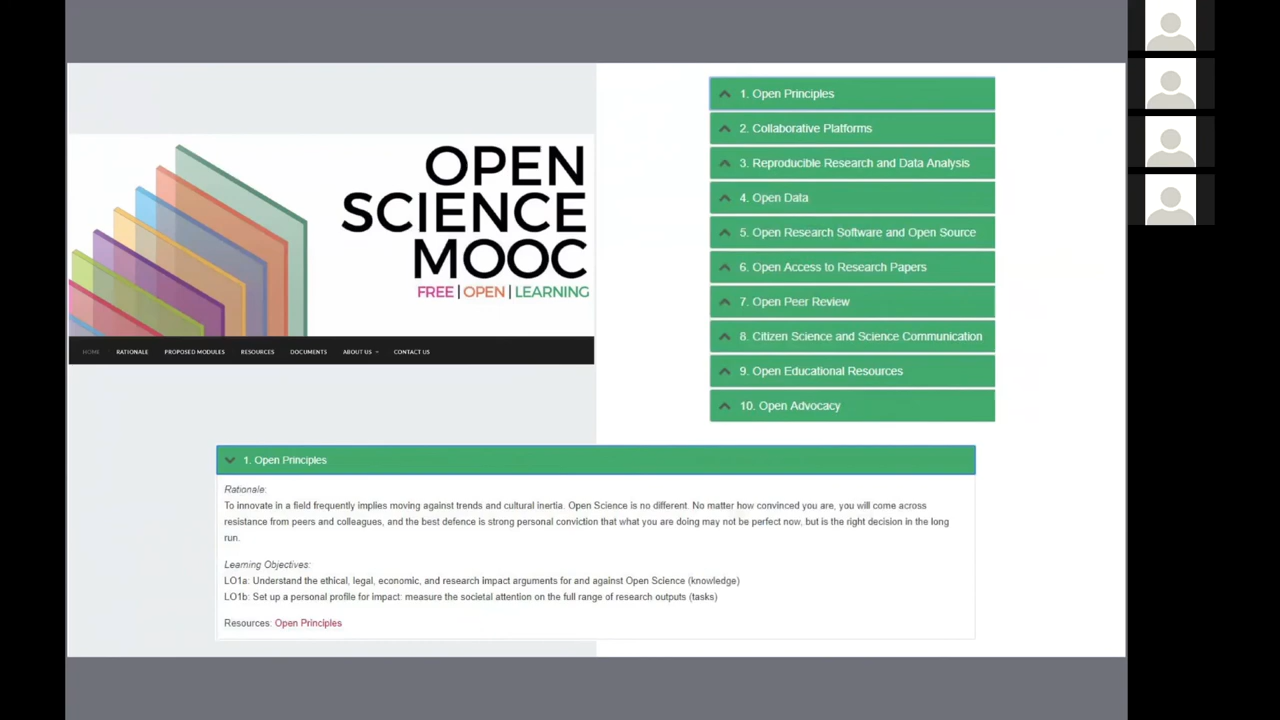 OPEN
SCIENCE
MOOC
FREE | OPEN | LEARNING
HOME RATIONALE PROPOSED MODULES RESOURCES DOCUMENTS ABOUT US CONTACT US
1. Open Principles
2. Collaborative Platforms
3. Reproducible Research and Data Analysis
4. Open Data
5. Open Research Software and Open Source
6. Open Access to Research Papers
7. Open Peer Review
8. Citizen Science and Science Communication
9. Open Educational Resources
10. Open Advocacy
1. Open Principles
Rationale:
To innovate in a field frequently implies moving against trends and cultural inertia. Open Science is no different. No matter how convinced you are, you will come across
resistance from peers and colleagues, and the best defence is strong personal conviction that what you are doing may not be perfect now, but is the right decision in the long
run.
Learning Objectives:
LO1a: Understand the ethical, legal, economic, and research impact arguments for and against Open Science (knowledge)
LO1b: Set up a personal profile for impact: measure the societal attention on the full range of research outputs (tasks)
Resources: Open Principles